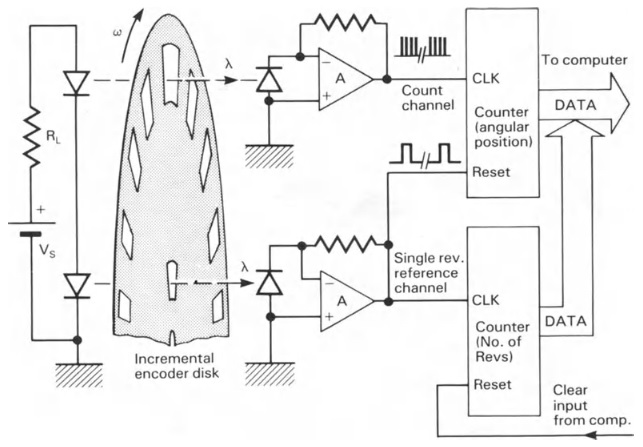 ω
R_L
+
V_S
λ
λ
Incremental
encoder disk
−
A
+
Count
channel
−
A
+
Single rev.
reference
channel
CLK
Counter
(angular
position)
Reset
To computer
DATA
CLK
Counter
(No. of
Revs)
Reset
DATA
Clear
input
from comp.